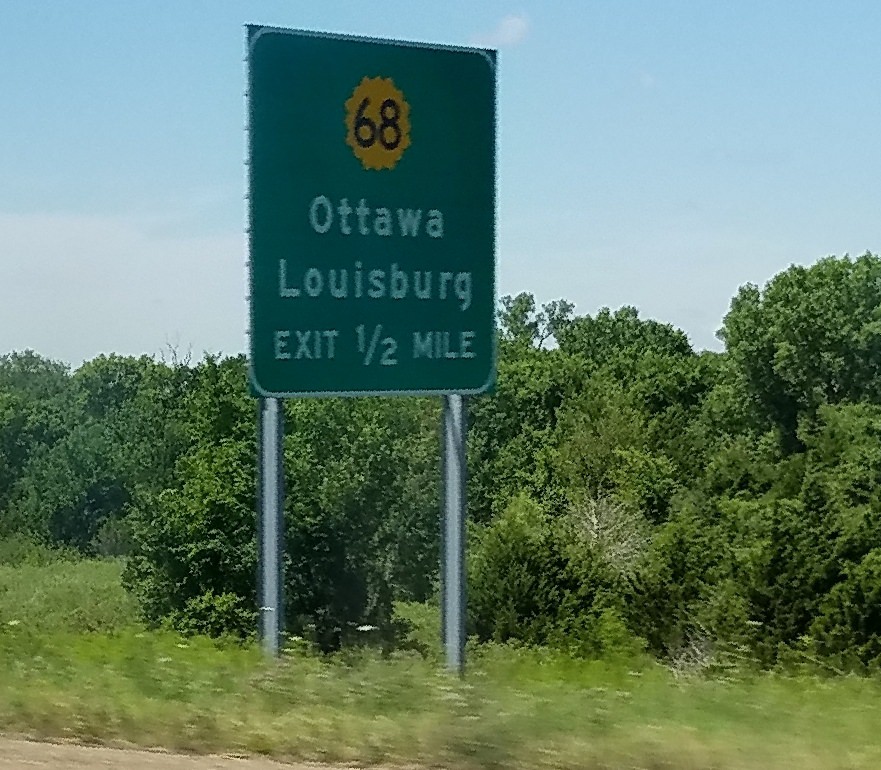 68
Ottawa
Louisburg
EXIT 1/2 MILE